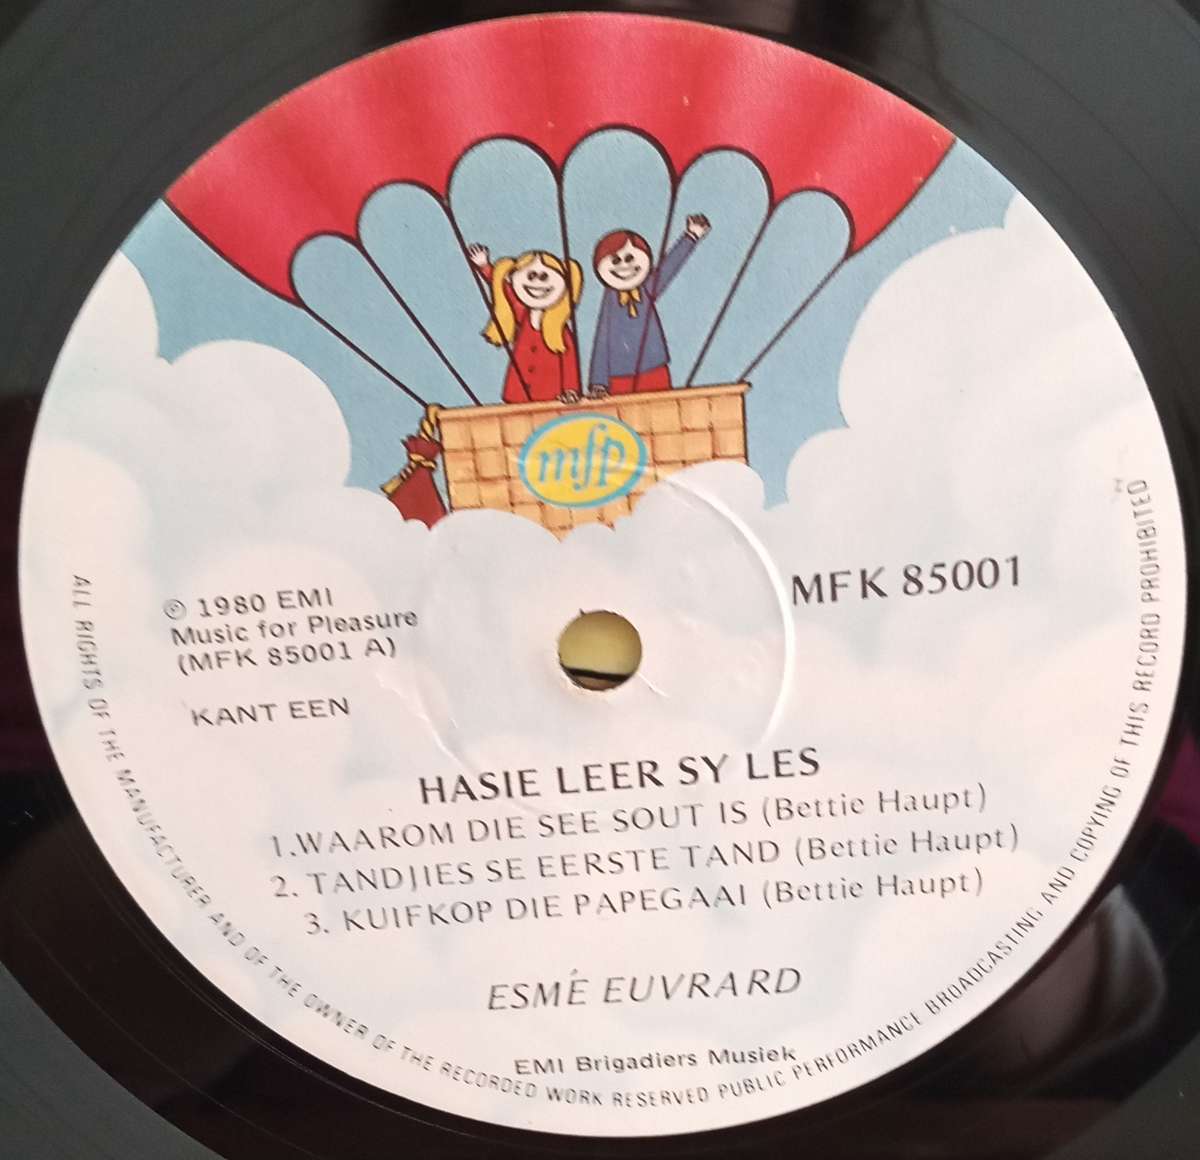 mfp
MFK 85001
© 1980 EMI
Music for Pleasure
(MFK 85001 A)
KANT EEN
HASIE LEER SY LES
1.WAAROM DIE SEE SOUT IS (Bettie Haupt)
2. TANDJIES SE EERSTE TAND (Bettie Haupt)
3. KUIFKOP DIE PAPEGAAI (Bettie Haupt)
ESMÉ EUVRARD
EMI Brigadiers Musiek
ALL RIGHTS OF THE MANUFACTURER AND OF THE OWNER OF THE RECORDED WORK RESERVED PUBLIC PERFORMANCE BROADCASTING AND COPYING OF THIS RECORD PROHIBITED